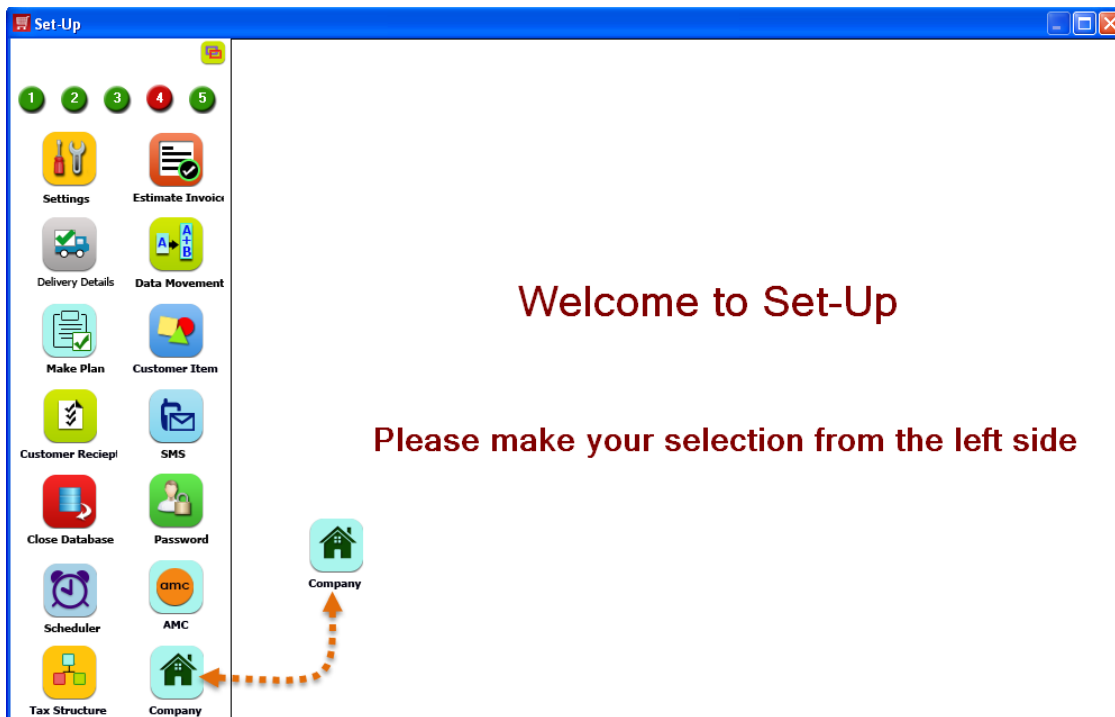 Set-Up
1 2 3 4 5
Settings
Estimate Invoice
Delivery Details
A
A
+
B
Data Movement
Make Plan
Customer Item
Customer Reciept
SMS
Close Database
Password
Scheduler
amc
AMC
Tax Structure
Company
Welcome to Set-Up
Please make your selection from the left side
Company